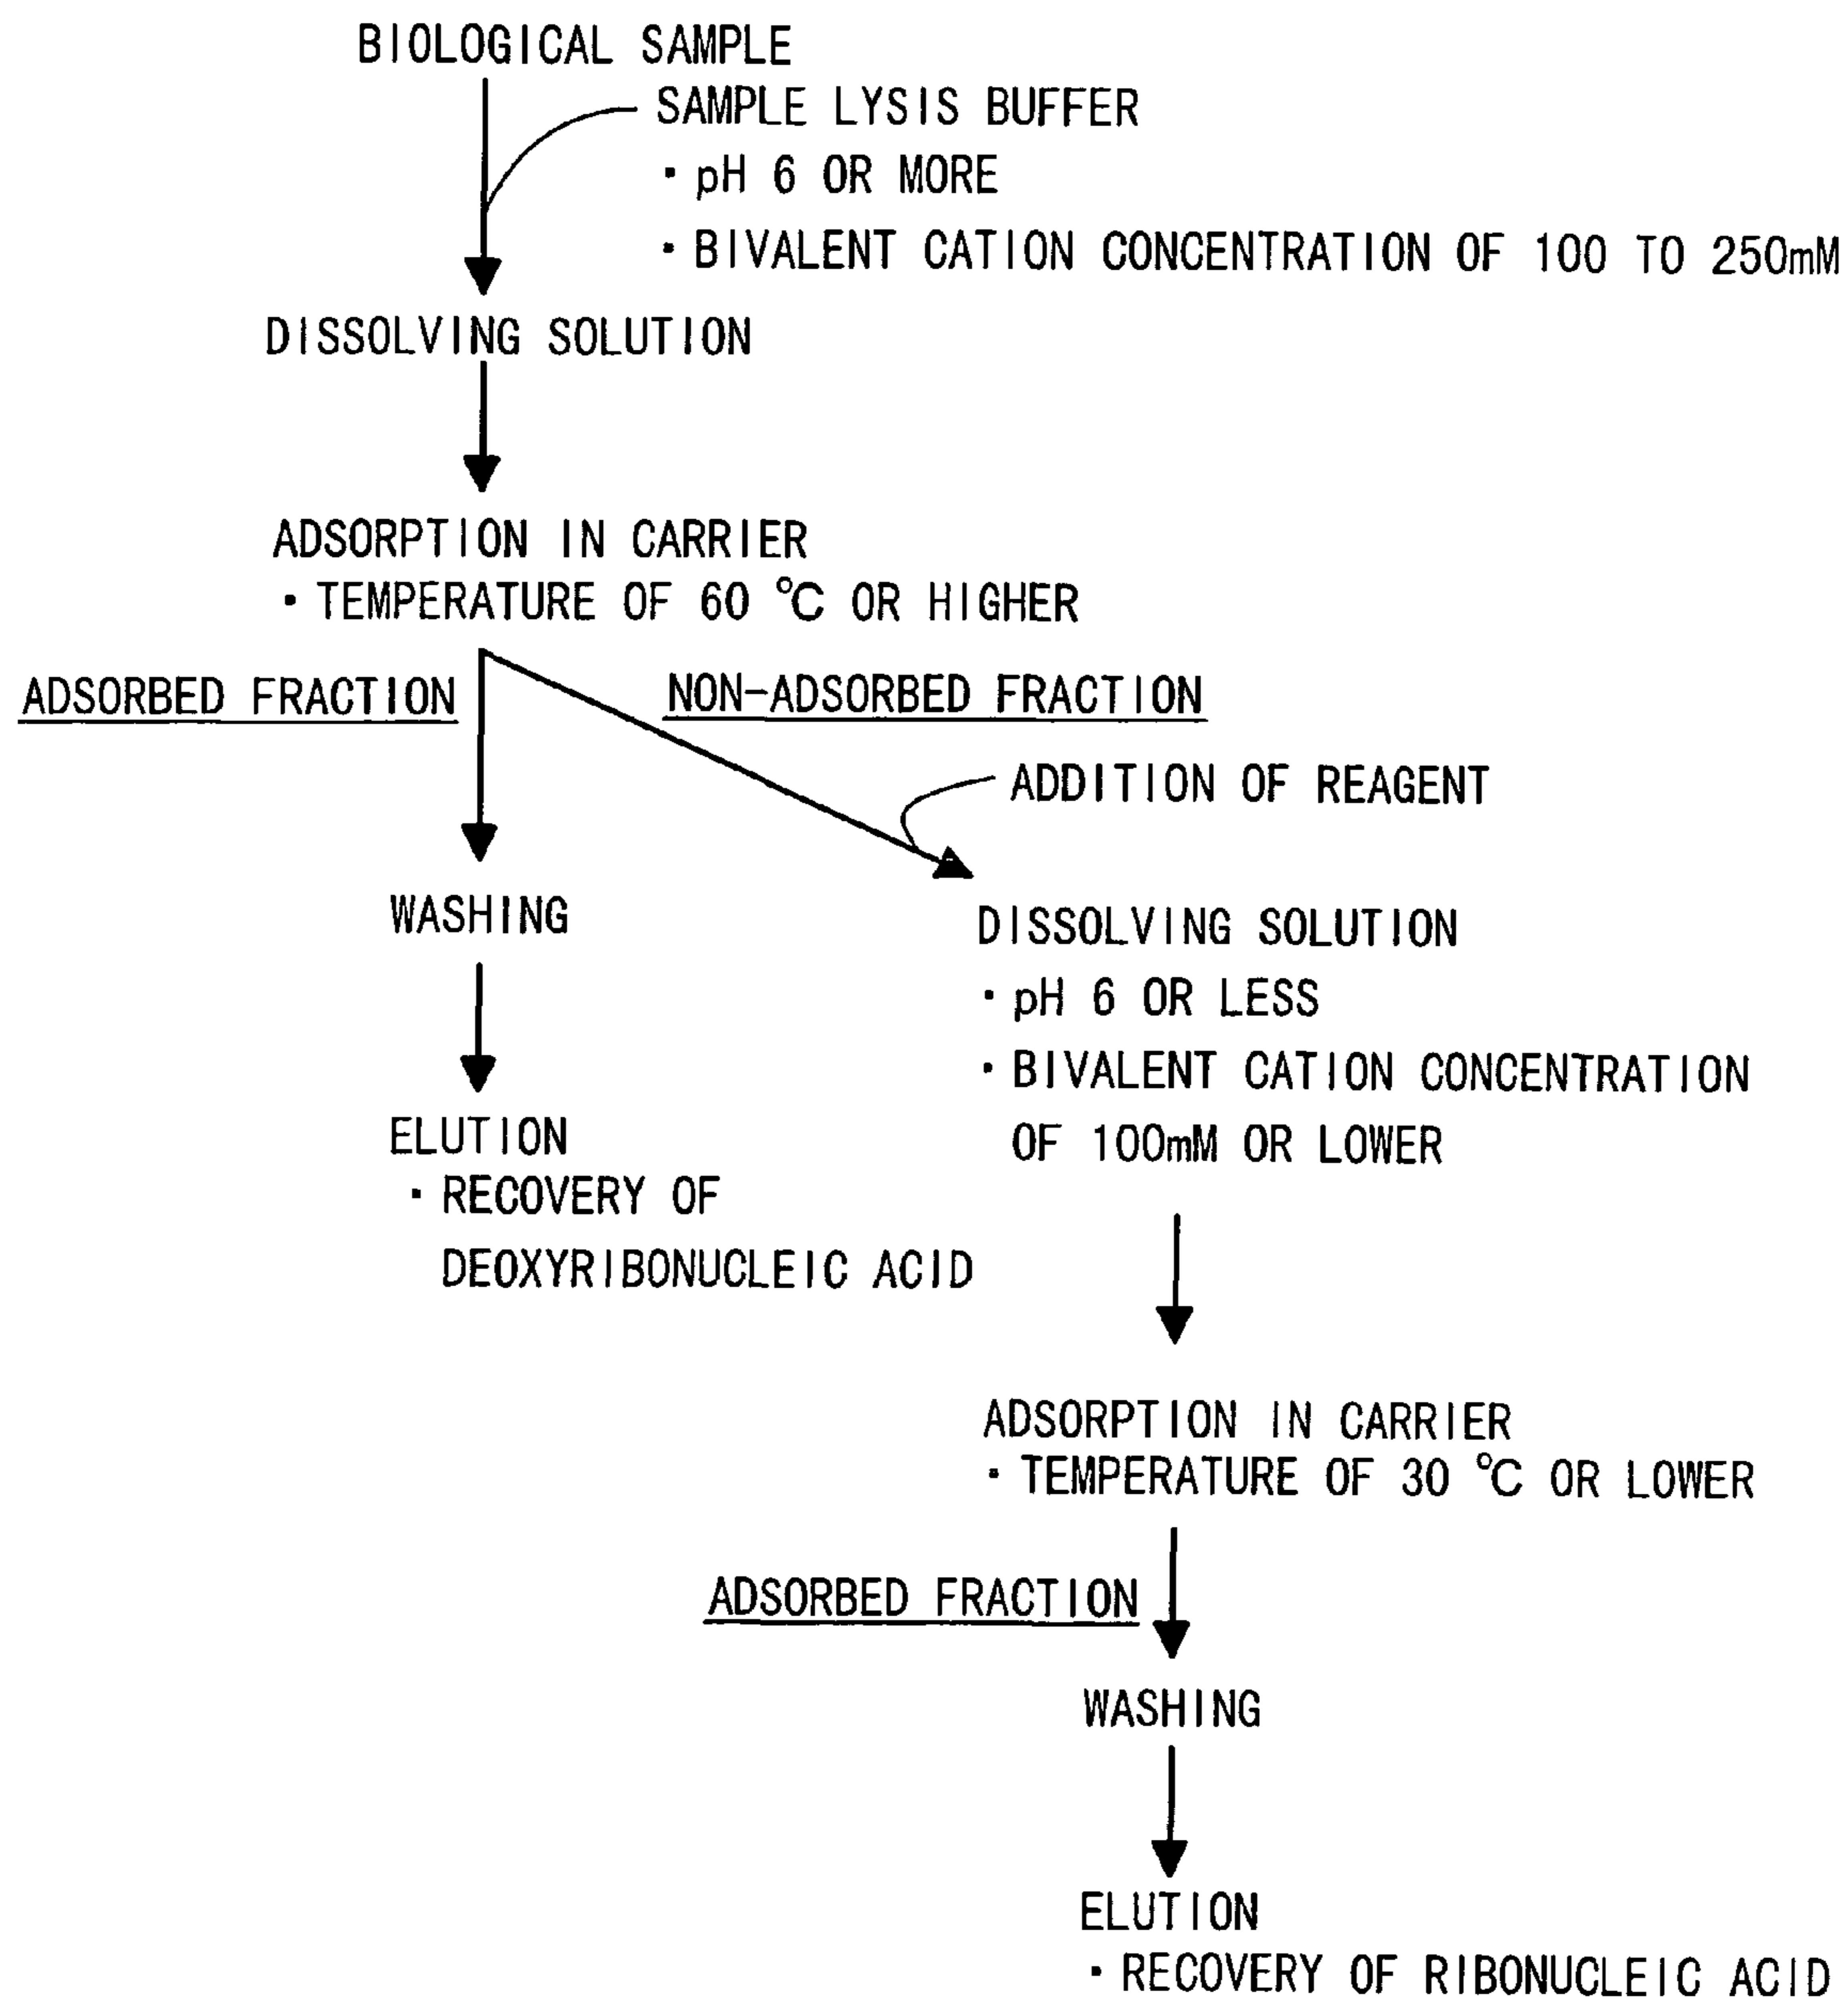 BIOLOGICAL SAMPLE
SAMPLE LYSIS BUFFER
・pH 6 OR MORE
・BIVALENT CATION CONCENTRATION OF 100 TO 250mM
DISSOLVING SOLUTION
ADSORPTION IN CARRIER
・TEMPERATURE OF 60 ℃ OR HIGHER
ADSORBED FRACTION
NON-ADSORBED FRACTION
ADDITION OF REAGENT
WASHING
DISSOLVING SOLUTION
・pH 6 OR LESS
・BIVALENT CATION CONCENTRATION
OF 100mM OR LOWER
ELUTION
・RECOVERY OF
DEOXYRIBONUCLEIC ACID
ADSORPTION IN CARRIER
・TEMPERATURE OF 30 ℃ OR LOWER
ADSORBED FRACTION
WASHING
ELUTION
・RECOVERY OF RIBONUCLEIC ACID